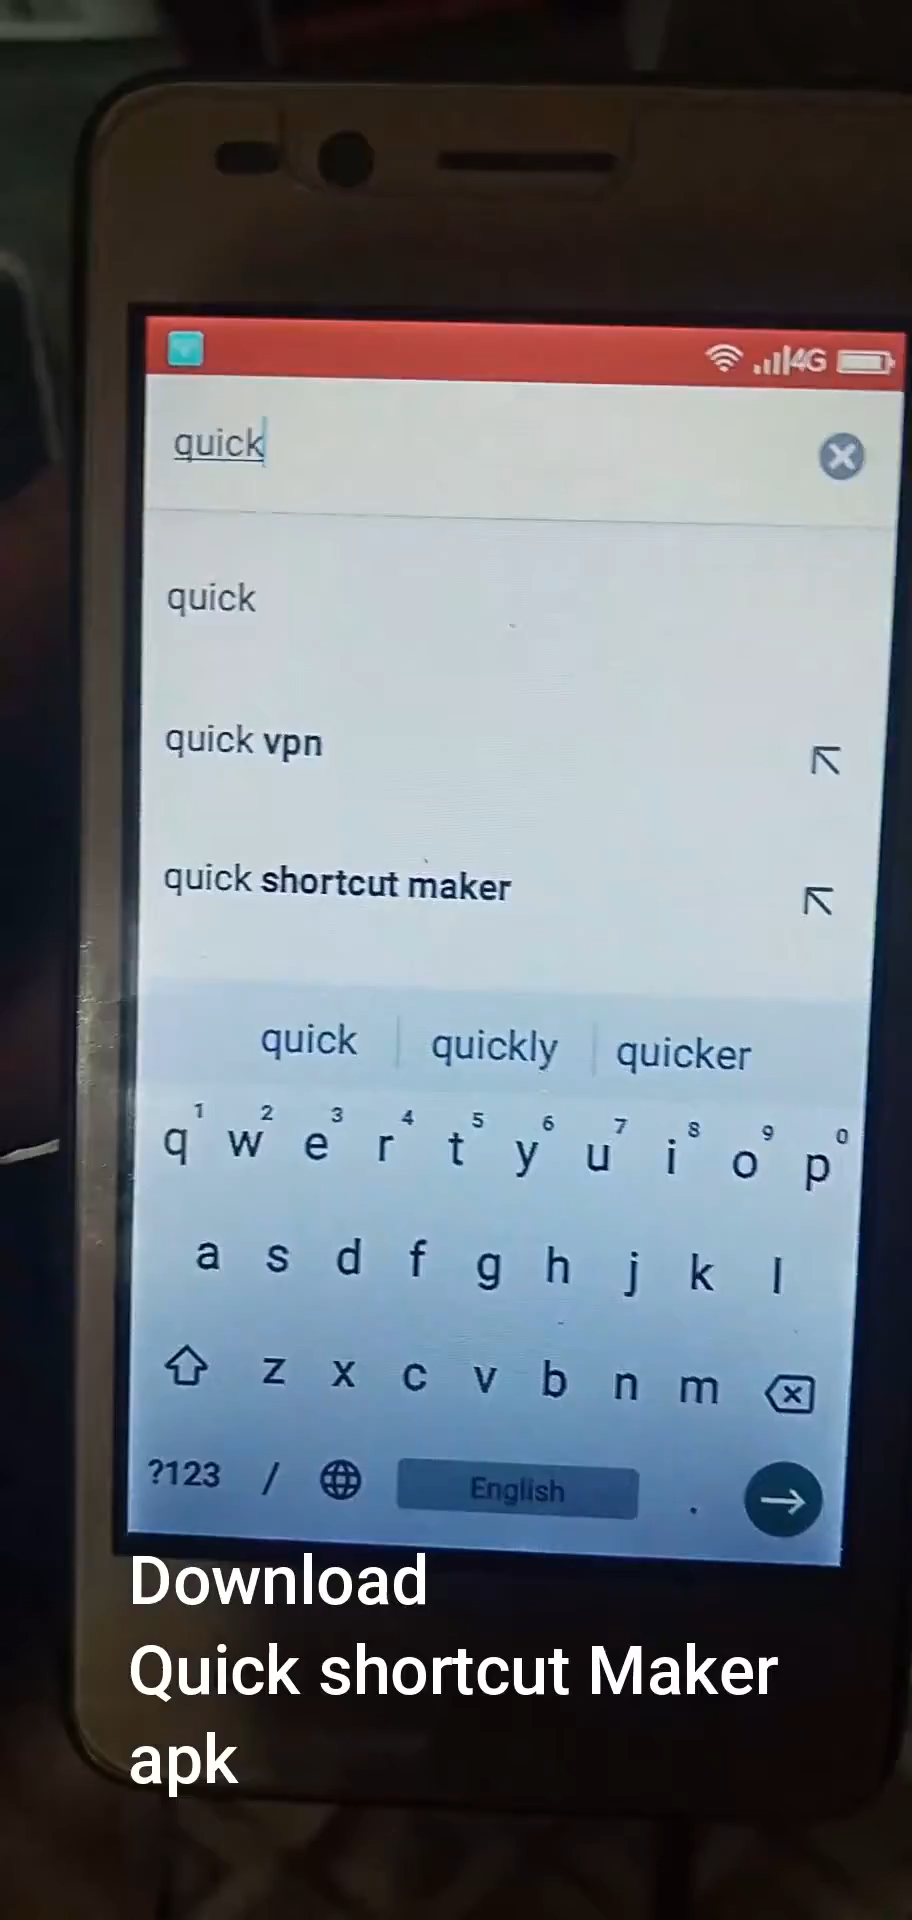 4G
quick
quick
quick vpn
quick shortcut maker
quick quickly quicker
1 2 3 4 5 6 7 8 9 0
q w e r t y u i o p
a s d f g h j k l
z x c v b n m
?123 / English .
Download
Quick shortcut Maker
apk